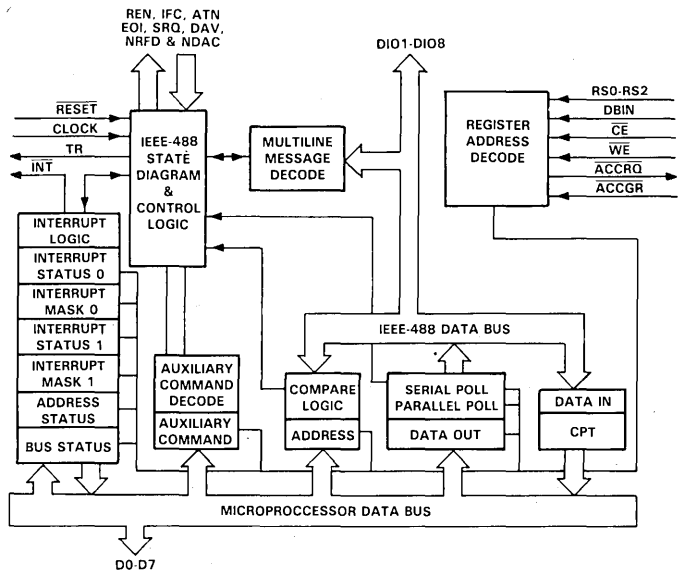 REN, IFC, ATN
EOI, SRQ, DAV,
NRFD & NDAC
DIO1-DIO8
RESET
CLOCK
TR
INT
IEEE-488
STATE
DIAGRAM
&
CONTROL
LOGIC
MULTILINE
MESSAGE
DECODE
REGISTER
ADDRESS
DECODE
RS0-RS2
DBIN
CE
WE
ACCRQ
ACCGR
INTERRUPT
LOGIC
INTERRUPT
STATUS 0
INTERRUPT
MASK 0
INTERRUPT
STATUS 1
INTERRUPT
MASK 1
ADDRESS
STATUS
BUS STATUS
IEEE-488 DATA BUS
AUXILIARY
COMMAND
DECODE
AUXILIARY
COMMAND
COMPARE
LOGIC
ADDRESS
SERIAL POLL
PARALLEL POLL
DATA OUT
DATA IN
CPT
MICROPROCCESSOR DATA BUS
D0-D7